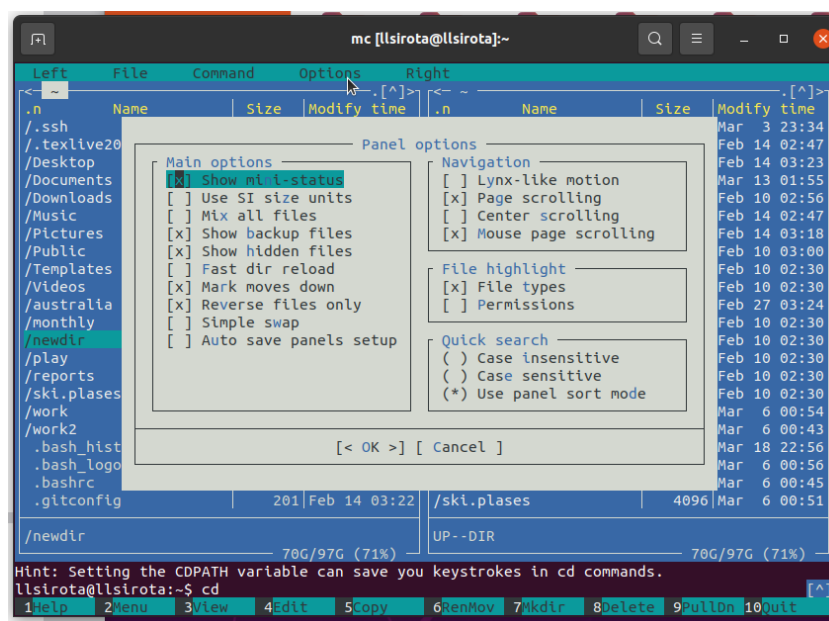 mc [llsirota@llsirota]:~
Left File Command Options Right
<- ~ .[^]> <- ~ .[^]>
.n Name Size Modify time .n Name Size Modify time
/.ssh Mar 3 23:34
/.texlive20 Feb 14 02:47
/Desktop Feb 14 03:23
/Documents Mar 13 01:55
/Downloads Feb 10 02:56
/Music Feb 14 02:47
/Pictures Feb 14 03:18
/Public Feb 10 03:00
/Templates Feb 10 02:30
/Videos Feb 10 02:30
/australia Feb 27 03:24
/monthly Feb 10 02:30
/newdir Feb 10 02:30
/play Feb 10 02:30
/reports Feb 10 02:30
/ski.plases Feb 10 02:30
/work Mar 6 00:54
/work2 Mar 6 00:43
.bash_hist Mar 18 22:56
.bash_logo Mar 6 00:56
.bashrc Mar 6 00:45
.gitconfig 201 Feb 14 03:22 /ski.plases 4096 Mar 6 00:51
Panel options
Main options
[x] Show mini-status
[ ] Use SI size units
[ ] Mix all files
[x] Show backup files
[x] Show hidden files
[ ] Fast dir reload
[x] Mark moves down
[x] Reverse files only
[ ] Simple swap
[ ] Auto save panels setup
Navigation
[ ] Lynx-like motion
[x] Page scrolling
[ ] Center scrolling
[x] Mouse page scrolling
File highlight
[x] File types
[ ] Permissions
Quick search
( ) Case insensitive
( ) Case sensitive
(*) Use panel sort mode
[< OK >] [ Cancel ]
/newdir UP--DIR
70G/97G (71%) 70G/97G (71%)
Hint: Setting the CDPATH variable can save you keystrokes in cd commands.
llsirota@llsirota:~$ cd [^]
1Help 2Menu 3View 4Edit 5Copy 6RenMov 7Mkdir 8Delete 9PullDn 10Quit